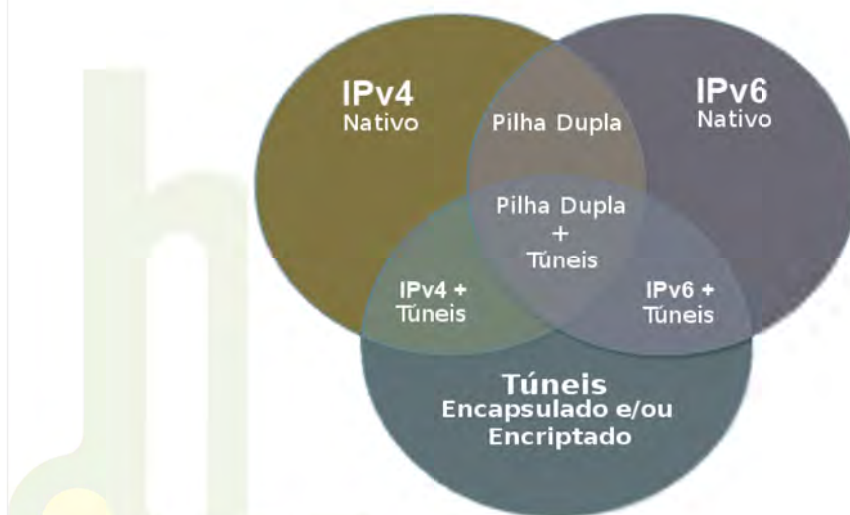 IPv4
Nativo
Pilha Dupla
IPv6
Nativo
Pilha Dupla
+
Túneis
IPv4 +
Túneis
IPv6 +
Túneis
Túneis
Encapsulado e/ou
Encriptado